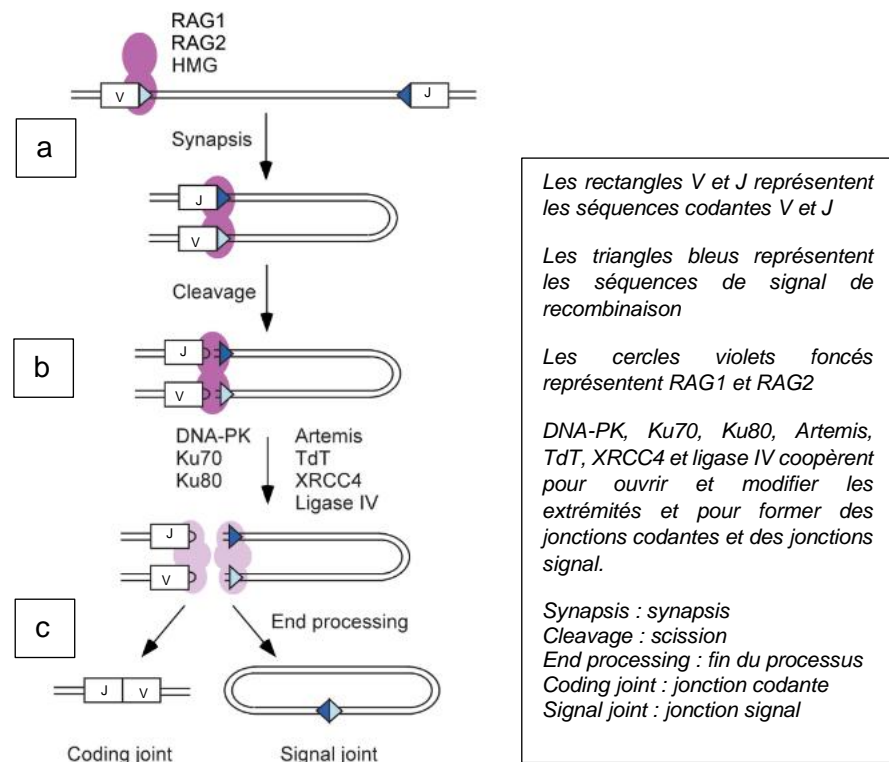 RAG1
RAG2
HMG
V
J
a
Synapsis
J
V
Cleavage
b
J
V
DNA-PK
Ku70
Ku80
Artemis
TdT
XRCC4
Ligase IV
J
V
c
End processing
J V
Coding joint
Signal joint
Les rectangles V et J représentent
les séquences codantes V et J
Les triangles bleus représentent
les séquences de signal de
recombinaison
Les cercles violets foncés
représentent RAG1 et RAG2
DNA-PK, Ku70, Ku80, Artemis,
TdT, XRCC4 et ligase IV coopèrent
pour ouvrir et modifier les
extrémités et pour former des
jonctions codantes et des jonctions
signal.
Synapsis : synapsis
Cleavage : scission
End processing : fin du processus
Coding joint : jonction codante
Signal joint : jonction signal